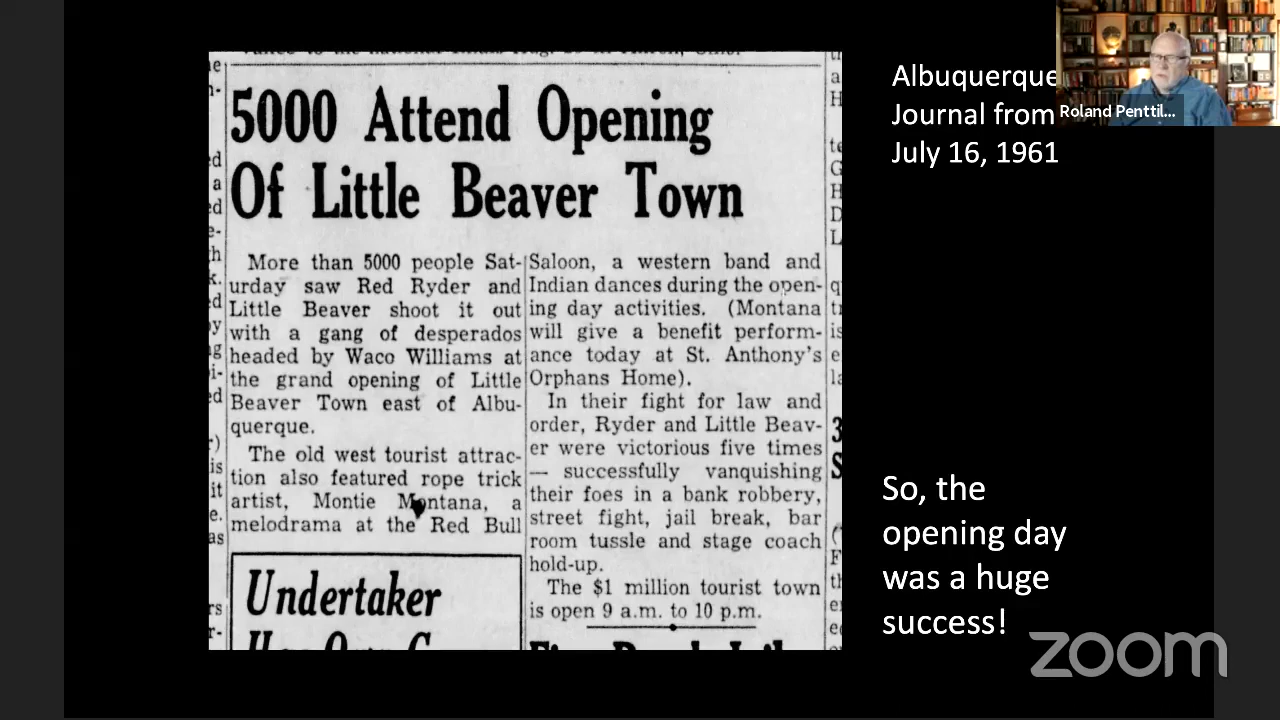 5000 Attend Opening
Of Little Beaver Town
More than 5000 people Sat-
urday saw Red Ryder and
Little Beaver shoot it out
with a gang of desperados
headed by Waco Williams at
the grand opening of Little
Beaver Town east of Albu-
querque.
The old west tourist attrac-
tion also featured rope trick
artist, Montie Montana, a
melodrama at the Red Bull
Saloon, a western band and
Indian dances during the open-
ing day activities. (Montana
will give a benefit perform-
ance today at St. Anthony's
Orphans Home).
In their fight for law and
order, Ryder and Little Beav-
er were victorious five times
— successfully vanquishing
their foes in a bank robbery,
street fight, jail break, bar
room tussle and stage coach
hold-up.
The $1 million tourist town
is open 9 a.m. to 10 p.m.
Undertaker
Albuquerque
Journal from
July 16, 1961
Roland Penttil...
So, the
opening day
was a huge
success!
zoom